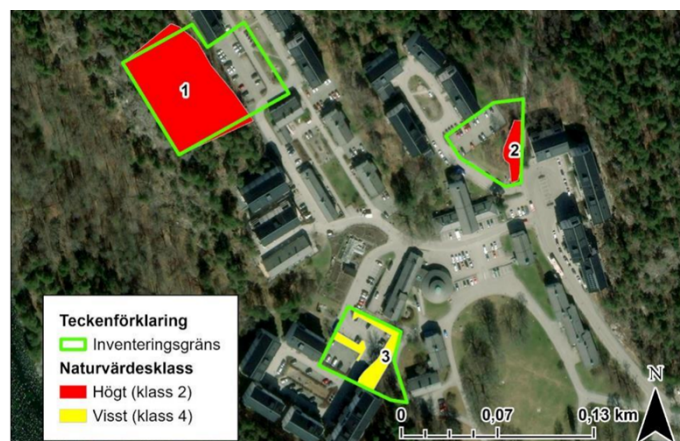 1
2
3
Teckenförklaring
Inventeringsgräns
Naturvärdesklass
Högt (klass 2)
Visst (klass 4)
N
0 0,07 0,13 km